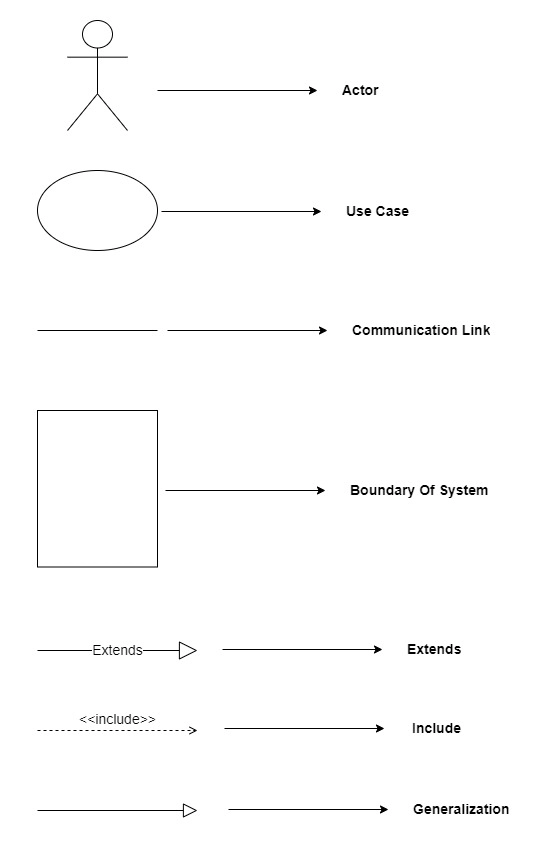 Actor
Use Case
Communication Link
Boundary Of System
Extends Extends
<<include>>
Include
Generalization